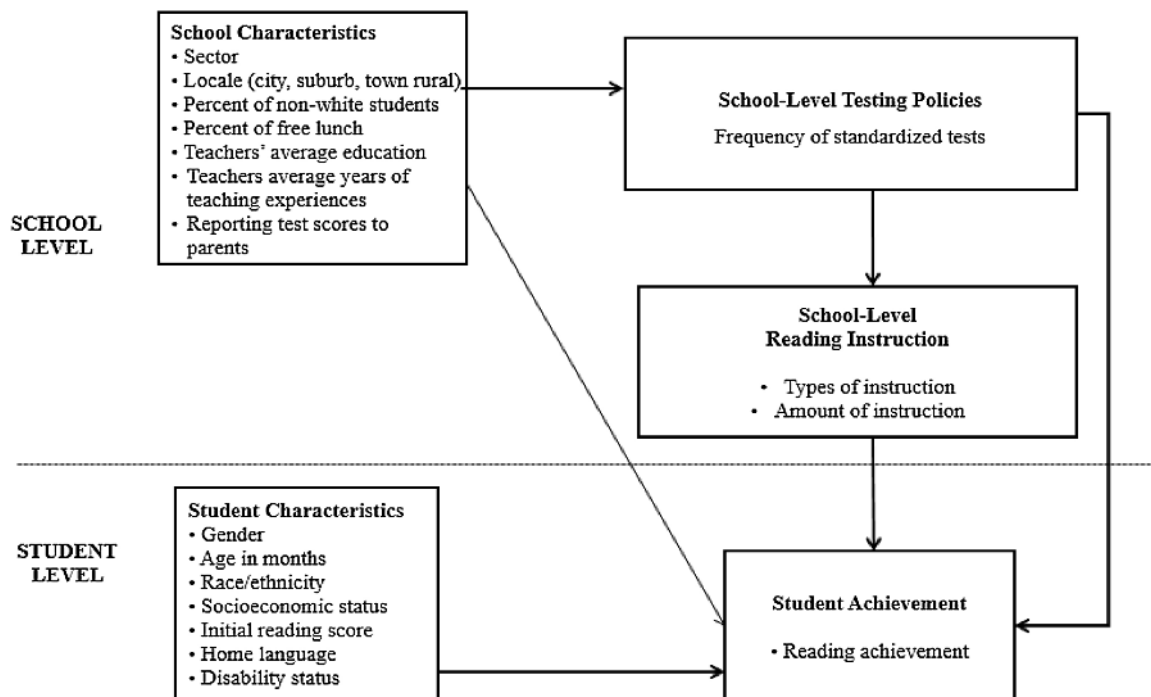 School Characteristics
• Sector
• Locale (city, suburb, town rural)
• Percent of non-white students
• Percent of free lunch
• Teachers' average education
• Teachers average years of
teaching experiences
• Reporting test scores to
parents
School-Level Testing Policies
Frequency of standardized tests
SCHOOL
LEVEL
School-Level
Reading Instruction
• Types of instruction
• Amount of instruction
STUDENT
LEVEL
Student Characteristics
• Gender
• Age in months
• Race/ethnicity
• Socioeconomic status
• Initial reading score
• Home language
• Disability status
Student Achievement
• Reading achievement